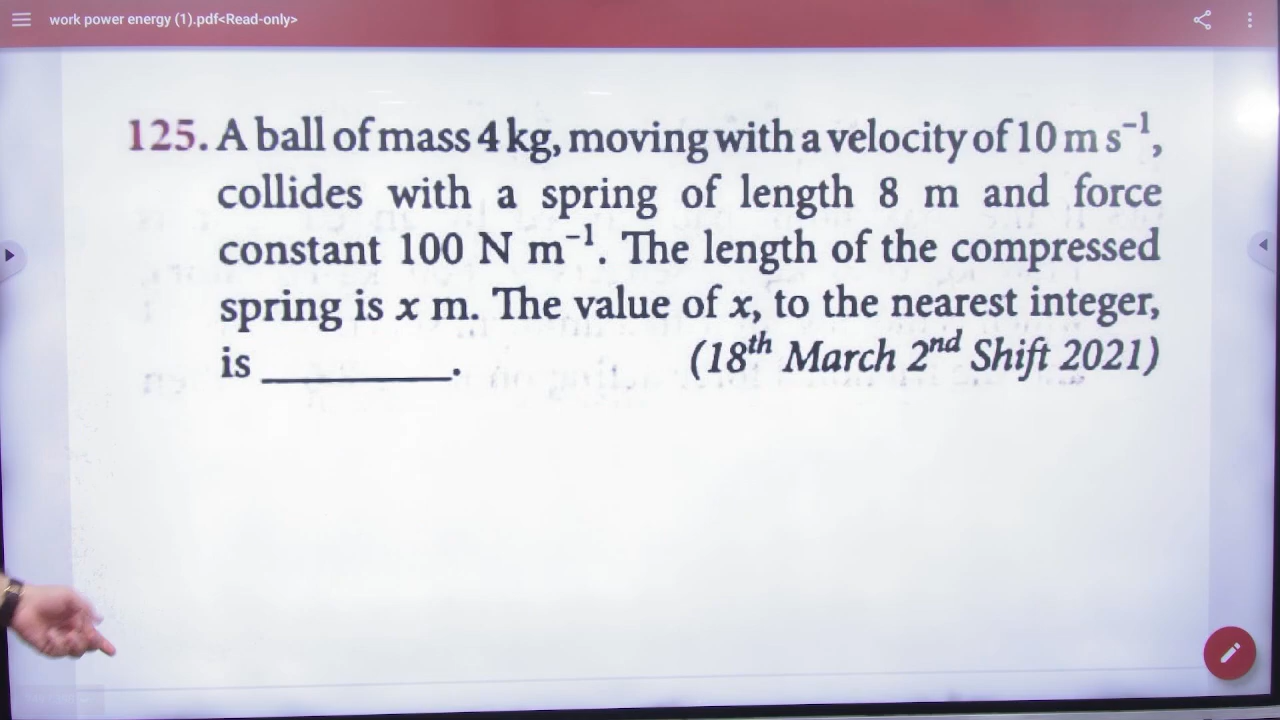 work power energy (1).pdf<Read-only>
125. A ball of mass 4 kg, moving with a velocity of 10 m s⁻¹,
collides with a spring of length 8 m and force
constant 100 N m⁻¹. The length of the compressed
spring is x m. The value of x, to the nearest integer,
is __________.	(18th March 2nd Shift 2021)